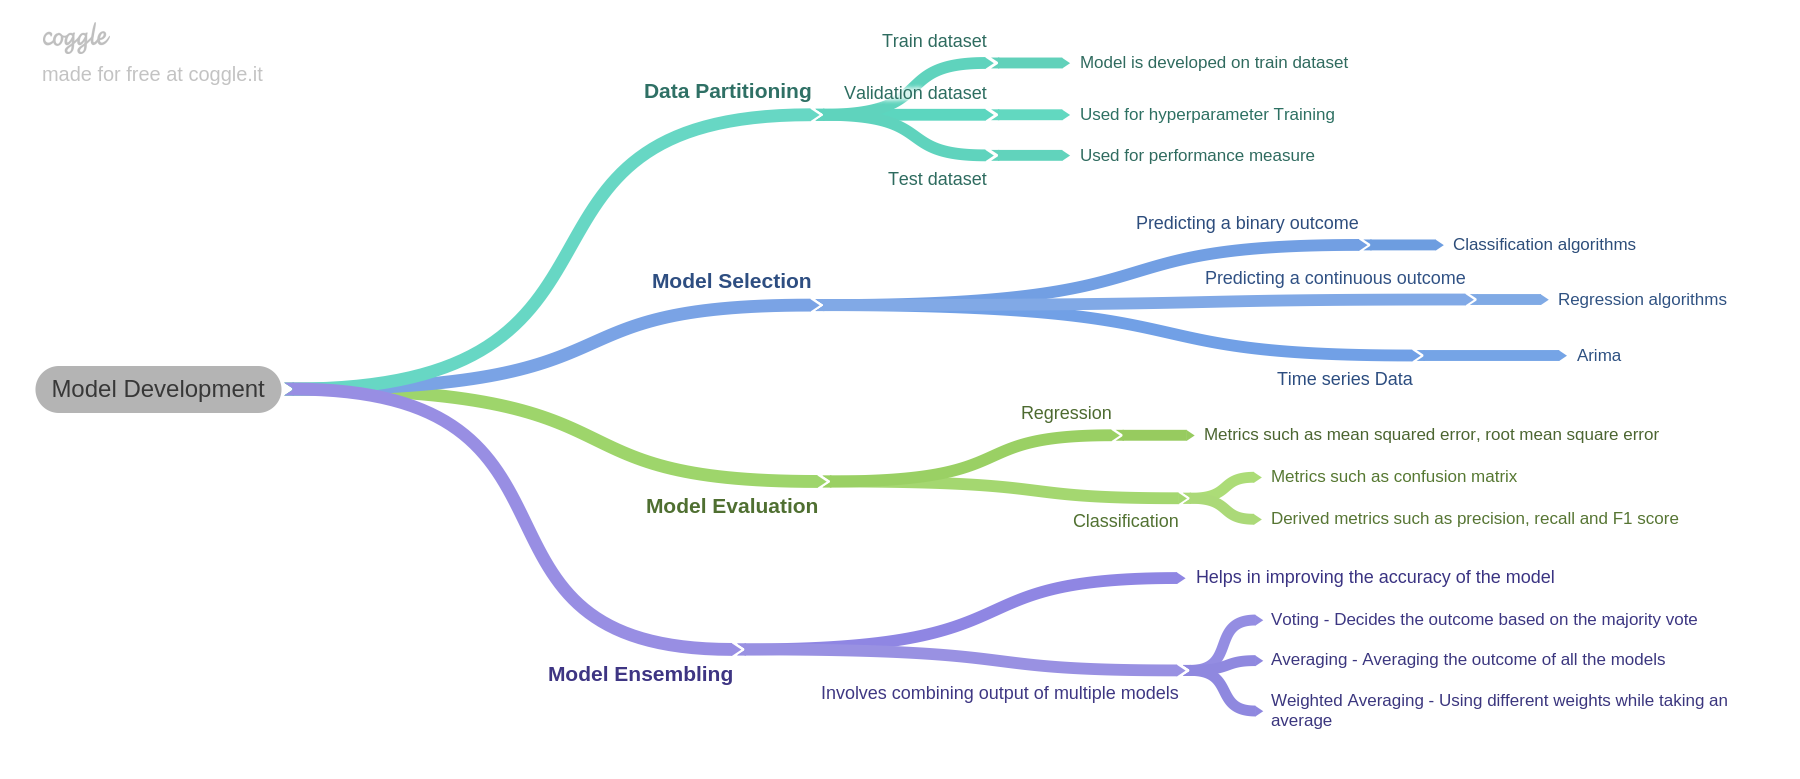 coggle
made for free at coggle.it
Model Development
Data Partitioning
Train dataset
Model is developed on train dataset
Validation dataset
Used for hyperparameter Training
Test dataset
Used for performance measure
Model Selection
Predicting a binary outcome
Classification algorithms
Predicting a continuous outcome
Regression algorithms
Time series Data
Arima
Model Evaluation
Regression
Metrics such as mean squared error, root mean square error
Classification
Metrics such as confusion matrix
Derived metrics such as precision, recall and F1 score
Model Ensembling
Helps in improving the accuracy of the model
Involves combining output of multiple models
Voting - Decides the outcome based on the majority vote
Averaging - Averaging the outcome of all the models
Weighted Averaging - Using different weights while taking an
average